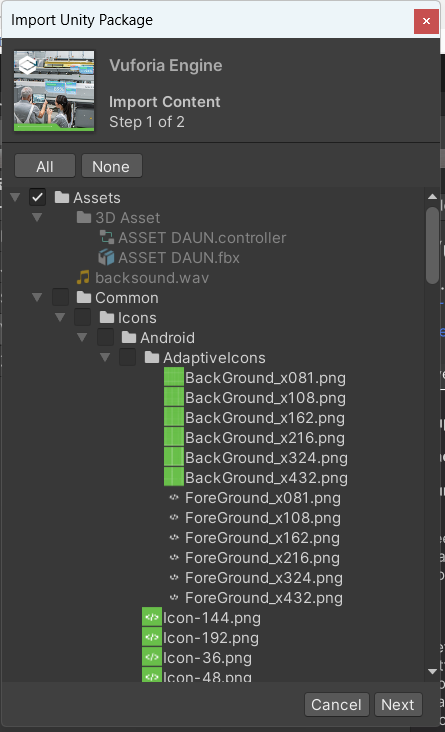 Import Unity Package
Vuforia Engine
Import Content
Step 1 of 2
All
None
Assets
3D Asset
ASSET DAUN.controller
ASSET DAUN.fbx
backsound.wav
Common
Icons
Android
AdaptiveIcons
BackGround_x081.png
BackGround_x108.png
BackGround_x162.png
BackGround_x216.png
BackGround_x324.png
BackGround_x432.png
ForeGround_x081.png
ForeGround_x108.png
ForeGround_x162.png
ForeGround_x216.png
ForeGround_x324.png
ForeGround_x432.png
Icon-144.png
Icon-192.png
Icon-36.png
Icon-48.png
Cancel
Next